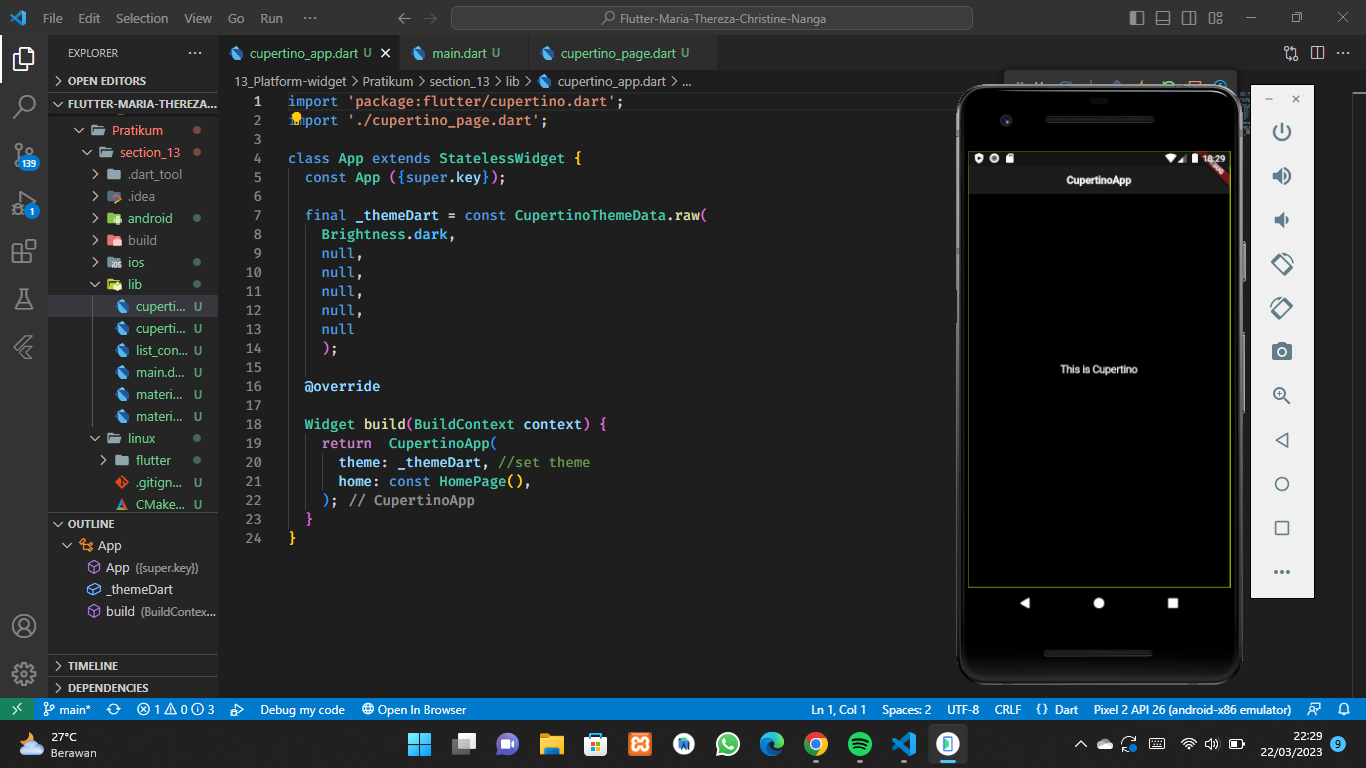 File Edit Selection View Go Run ··· Flutter-Maria-Thereza-Christine-Nanga
EXPLORER ···
OPEN EDITORS
FLUTTER-MARIA-THEREZA...
Pratikum
section_13
.dart_tool
.idea
android
build
ios
lib
cuperti... U
cuperti... U
list_con... U
main.d... U
materi... U
materi... U
linux
flutter
.gitign... U
CMake... U
OUTLINE
App
App ({super.key})
_themeDart
build (BuildContex...
TIMELINE
DEPENDENCIES
139
1
cupertino_app.dart U
main.dart U
cupertino_page.dart U
13_Platform-widget > Pratikum > section_13 > lib > cupertino_app.dart > ...
1 import 'package:flutter/cupertino.dart';
2 import './cupertino_page.dart';
3
4 class App extends StatelessWidget {
5 const App ({super.key});
6
7 final _themeDart = const CupertinoThemeData.raw(
8 Brightness.dark,
9 null,
10 null,
11 null,
12 null,
13 null
14 );
15
16 @override
17
18 Widget build(BuildContext context) {
19 return  CupertinoApp(
20 theme: _themeDart, //set theme
21 home: const HomePage(),
22 ); // CupertinoApp
23 }
24 }
10:29
CupertinoApp
This is Cupertino
main* 1 0 3 Debug my code Open In Browser Ln 1, Col 1 Spaces: 2 UTF-8 CRLF {} Dart Pixel 2 API 26 (android-x86 emulator)
27°C
Berawan
22:29
22/03/2023
9